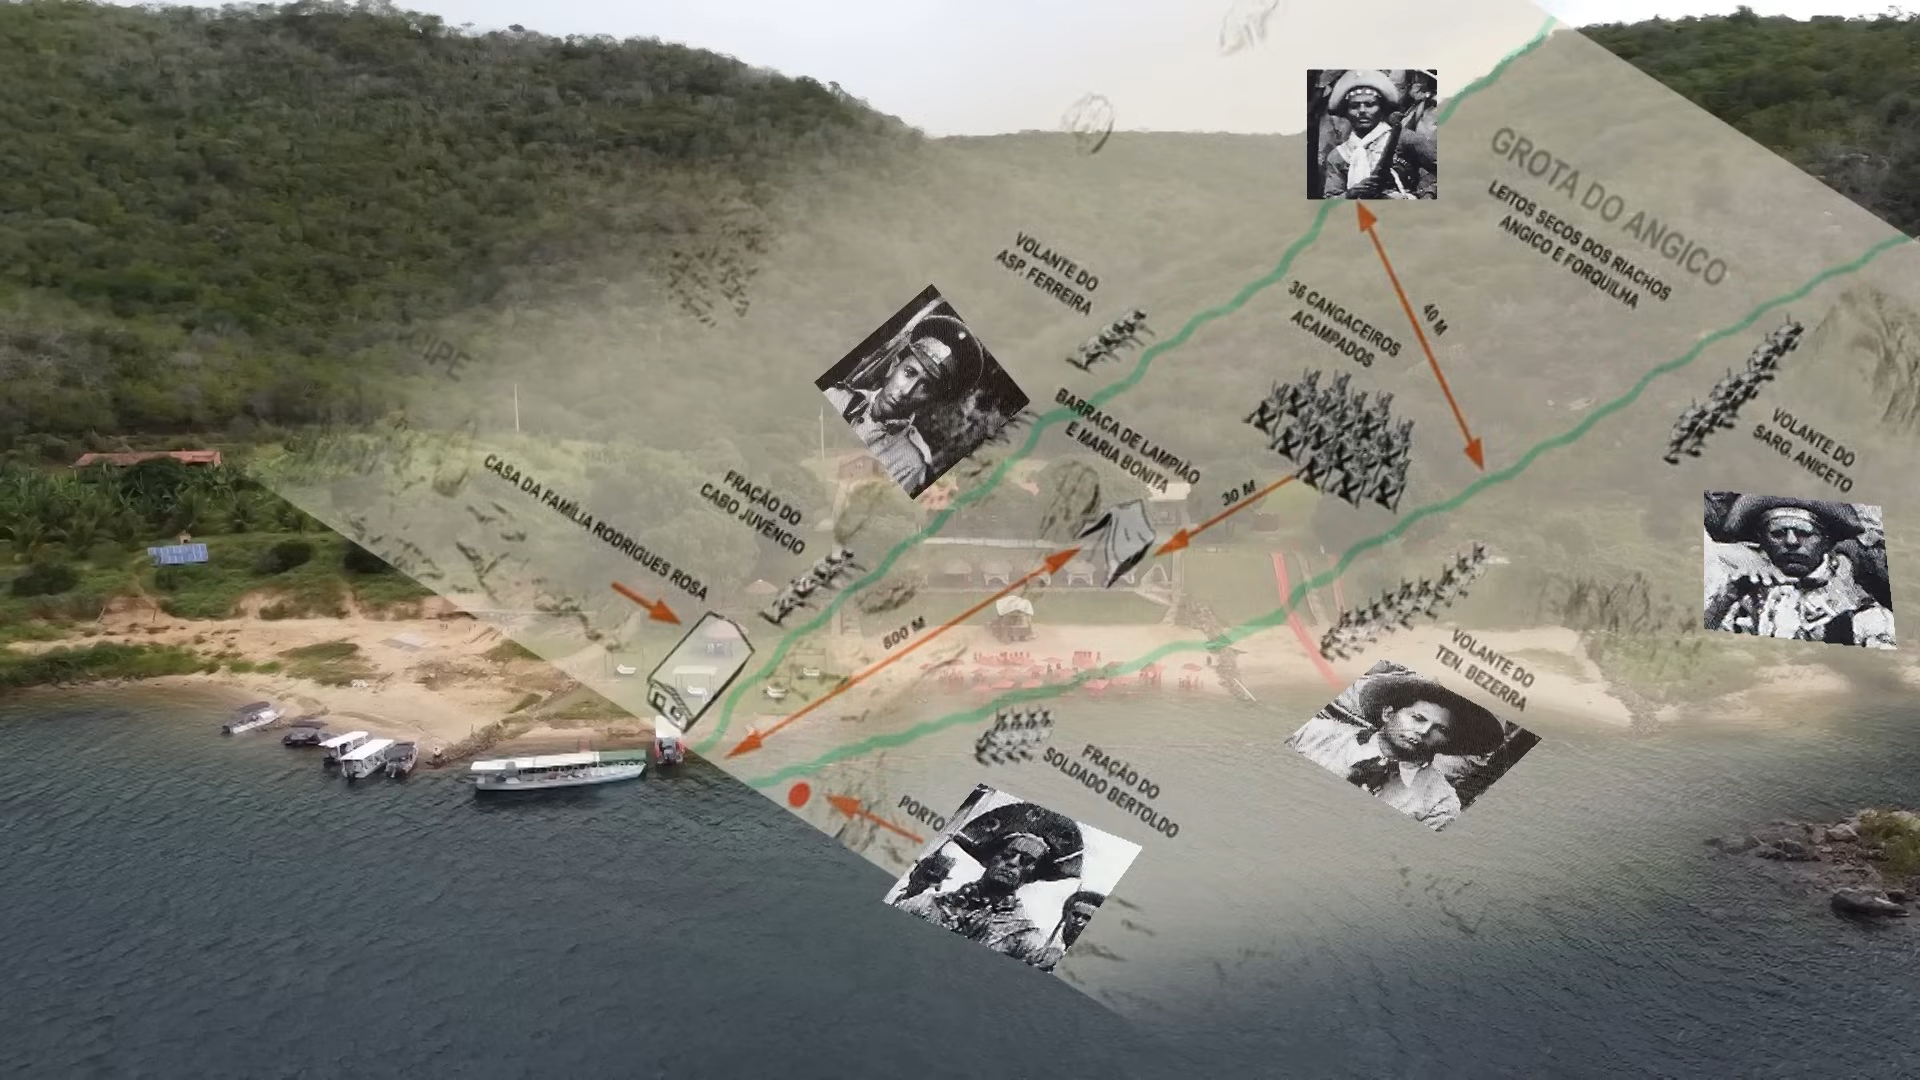 GROTA DO ANGICO
LEITOS SECOS DOS RIACHOS
ANGICO E FORQUILHA
VOLANTE DO
ASP. FERREIRA
36 CANGACEIROS
ACAMPADOS
40 M
BARRACA DE LAMPIÃO
E MARIA BONITA
30 M
VOLANTE DO
SARG. ANICETO
CASA DA FAMÍLIA RODRIGUES ROSA
FRAÇÃO DO
CABO JUVÊNCIO
800 M
VOLANTE DO
TEN. BEZERRA
FRAÇÃO DO
SOLDADO BERTOLDO
PORTO